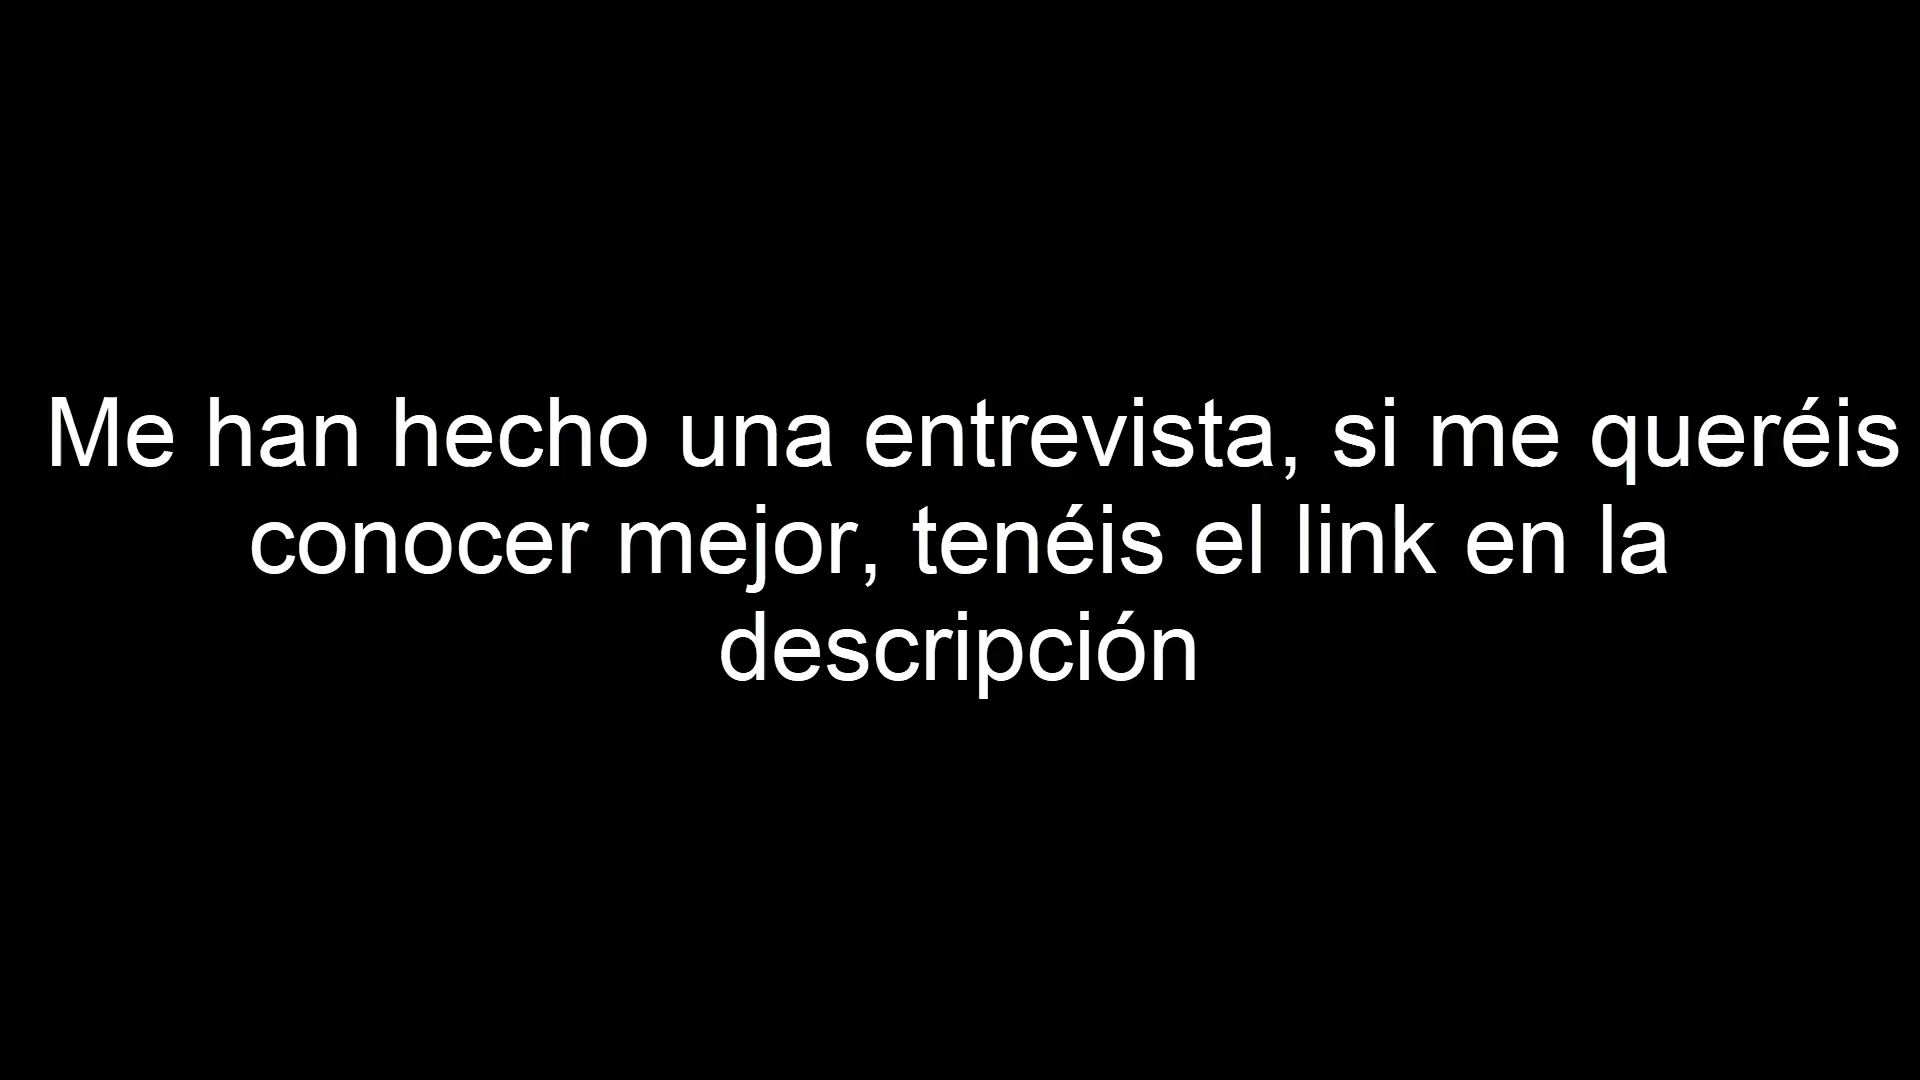 Me han hecho una entrevista, si me queréis
conocer mejor, tenéis el link en la
descripción